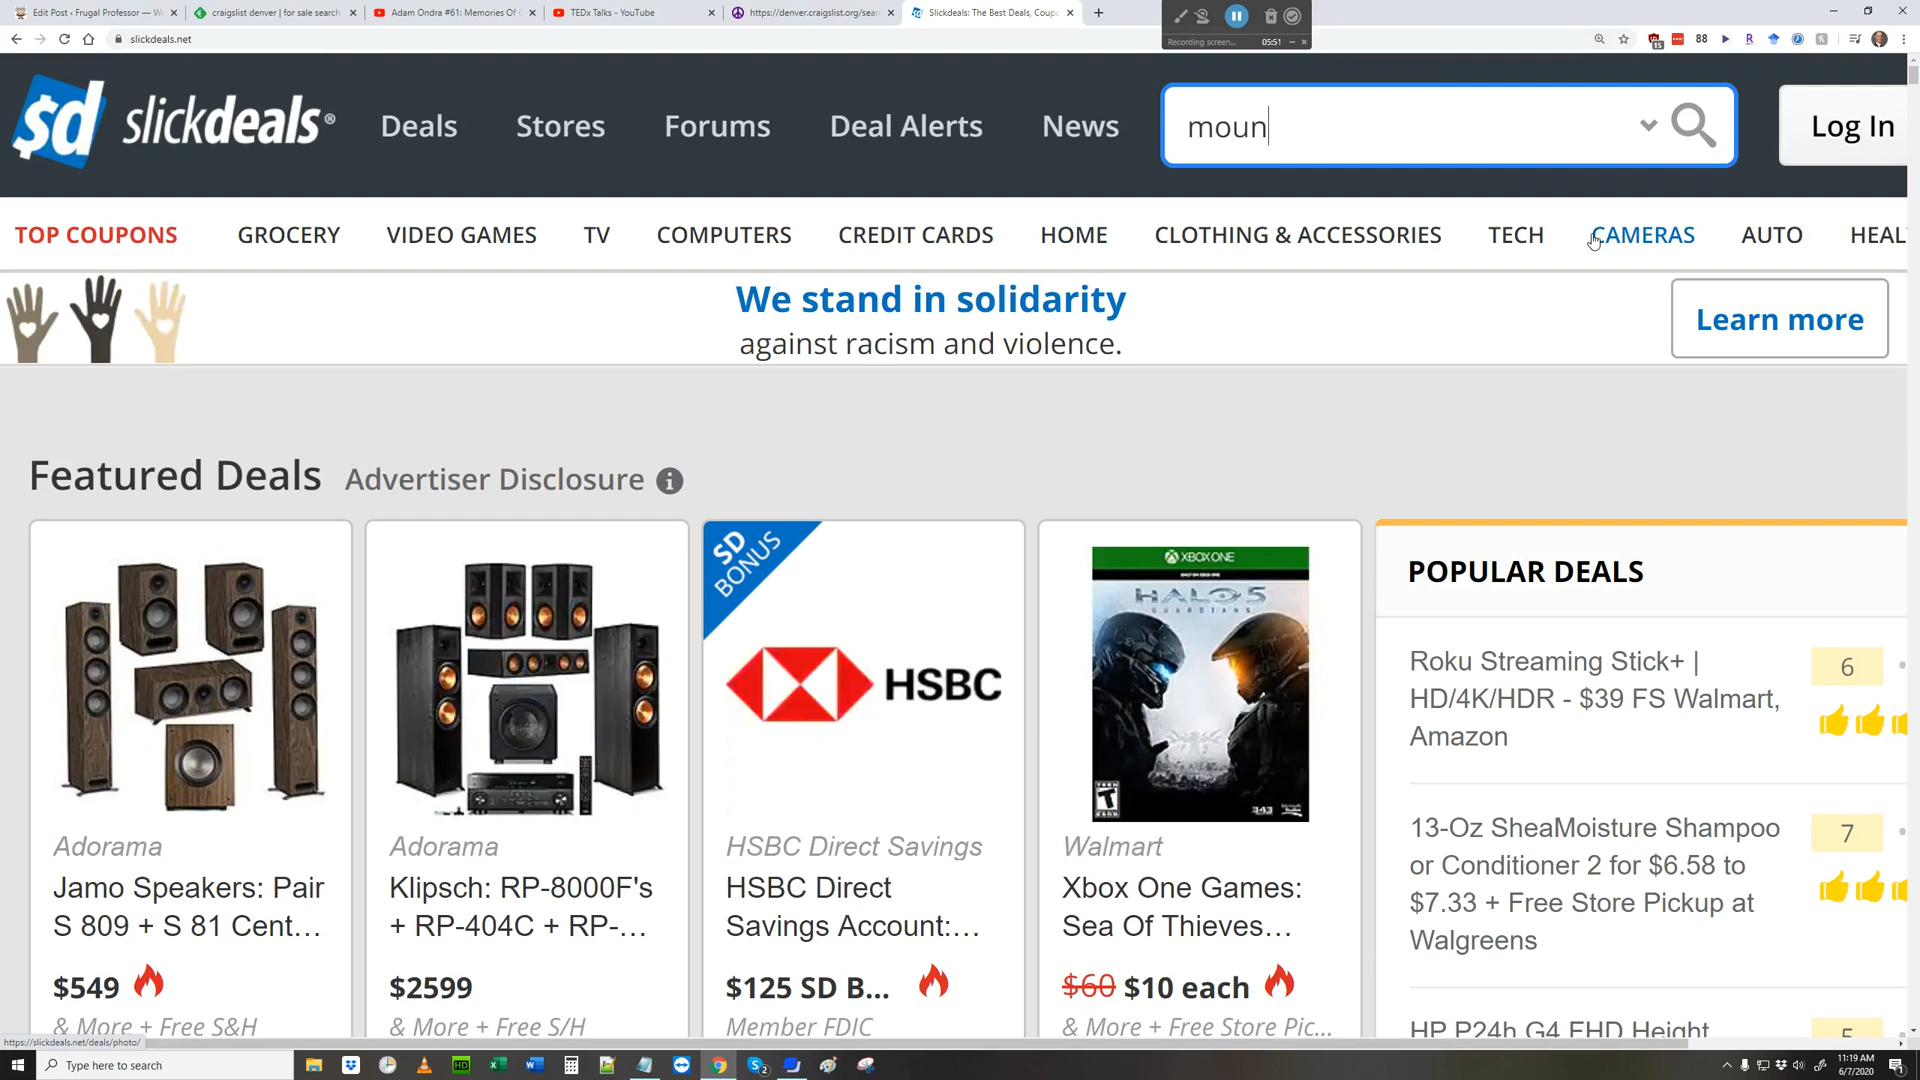 Edit Post ‹ Frugal Professor — W
craigslist denver | for sale search
Adam Ondra #61: Memories Of
TEDx Talks - YouTube
https://denver.craigslist.org/sear
Slickdeals: The Best Deals, Coupo
slickdeals.net
Recording screen...
05:51
15
88
sd slickdeals®
Deals
Stores
Forums
Deal Alerts
News
moun
Log In
TOP COUPONS
GROCERY
VIDEO GAMES
TV
COMPUTERS
CREDIT CARDS
HOME
CLOTHING & ACCESSORIES
TECH
CAMERAS
AUTO
HEAL
We stand in solidarity
against racism and violence.
Learn more
Featured Deals
Advertiser Disclosure
SD
BONUS
HSBC
XBOX ONE
HALO 5
GUARDIANS
T
343
Adorama
Jamo Speakers: Pair
S 809 + S 81 Cent...
$549
& More + Free S&H
Adorama
Klipsch: RP-8000F's
+ RP-404C + RP-...
$2599
& More + Free S/H
HSBC Direct Savings
HSBC Direct
Savings Account:...
$125 SD B...
Member FDIC
Walmart
Xbox One Games:
Sea Of Thieves...
$60 $10 each
& More + Free Store Pic...
POPULAR DEALS
Roku Streaming Stick+ |
HD/4K/HDR - $39 FS Walmart,
Amazon
6
13-Oz SheaMoisture Shampoo
or Conditioner 2 for $6.58 to
$7.33 + Free Store Pickup at
Walgreens
7
HP P24h G4 FHD Height
5
https://slickdeals.net/deals/photo/
Type here to search
HD
2
11:19 AM
6/7/2020